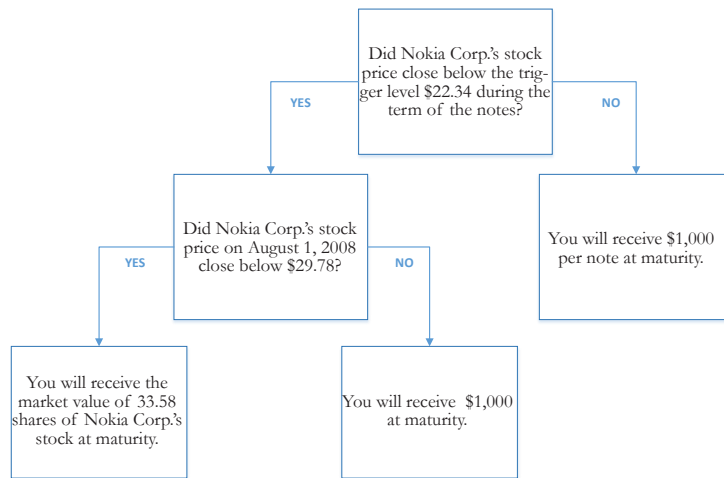 Did Nokia Corp.'s stock
price close below the trig-
ger level $22.34 during the
term of the notes?
YES
NO
Did Nokia Corp.'s stock
price on August 1, 2008
close below $29.78?
You will receive $1,000
per note at maturity.
YES
NO
You will receive the
market value of 33.58
shares of Nokia Corp.'s
stock at maturity.
You will receive $1,000
at maturity.